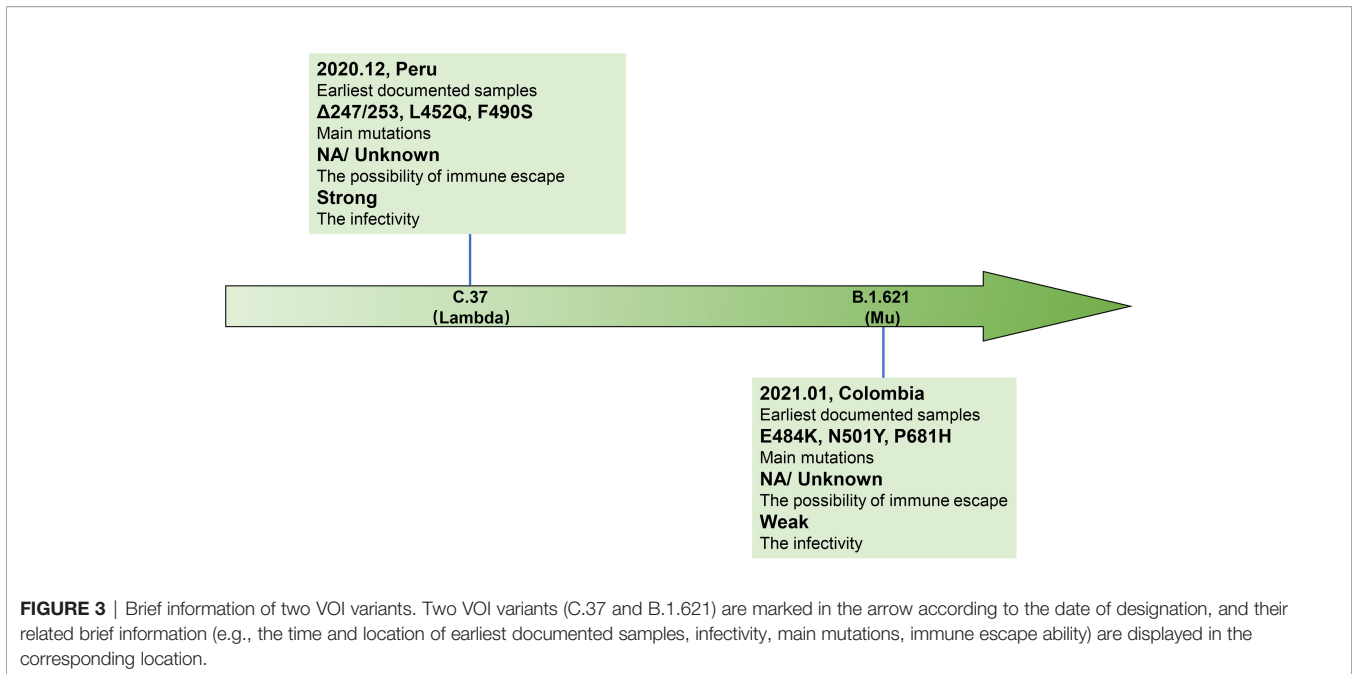 2020.12, Peru
Earliest documented samples
Δ247/253, L452Q, F490S
Main mutations
NA/ Unknown
The possibility of immune escape
Strong
The infectivity
C.37
(Lambda)
B.1.621
(Mu)
2021.01, Colombia
Earliest documented samples
E484K, N501Y, P681H
Main mutations
NA/ Unknown
The possibility of immune escape
Weak
The infectivity
FIGURE 3 | Brief information of two VOI variants. Two VOI variants (C.37 and B.1.621) are marked in the arrow according to the date of designation, and their
related brief information (e.g., the time and location of earliest documented samples, infectivity, main mutations, immune escape ability) are displayed in the
corresponding location.